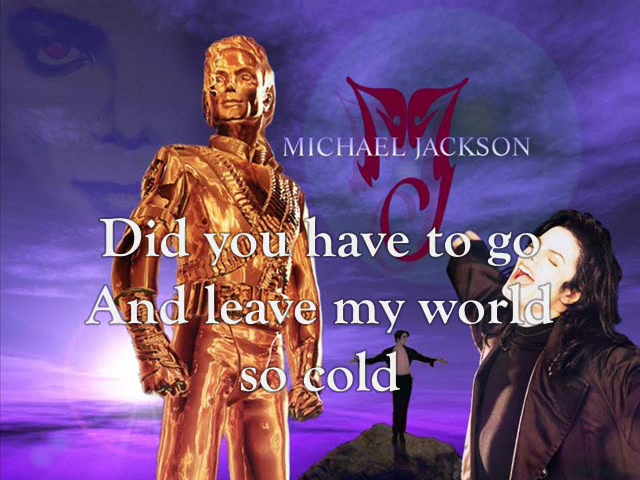 MICHAEL JACKSON
Did you have to go
And leave my world
so cold